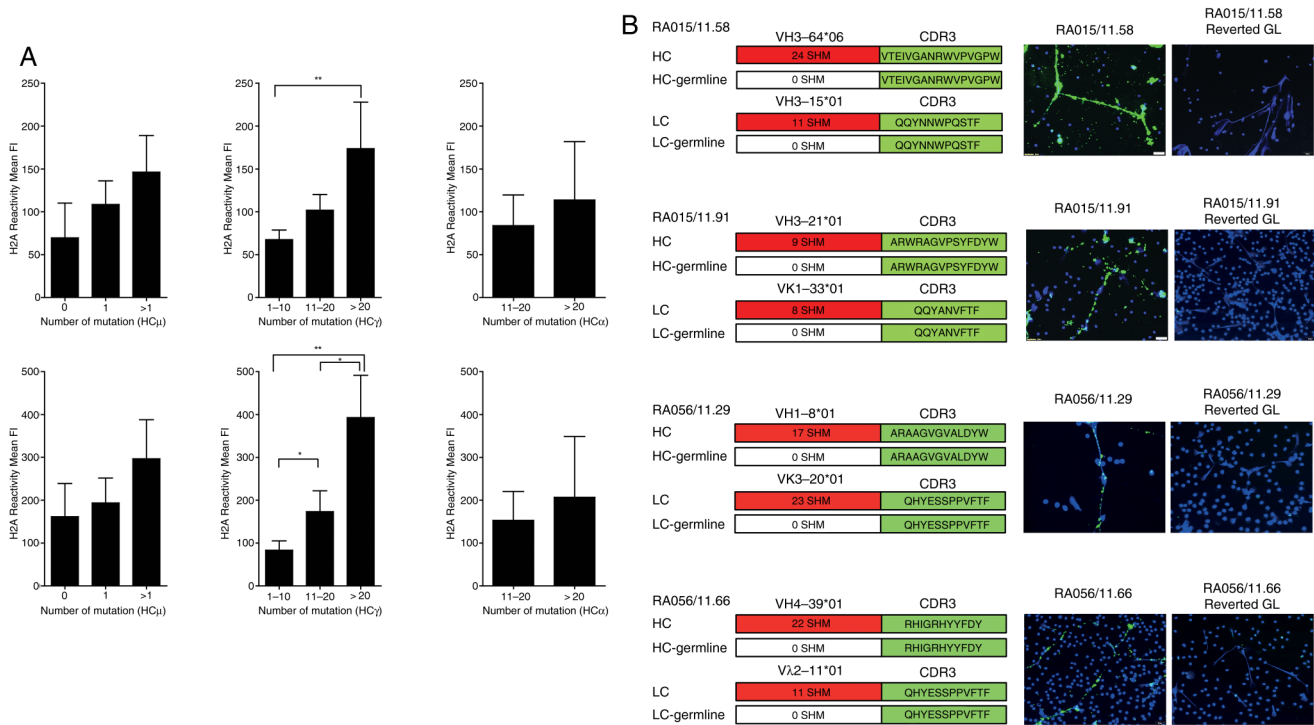 A
H2A Reactivity Mean FI
250
200
150
100
50
0
0 1 >1
Number of mutation (HCμ)
H2A Reactivity Mean FI
250
200
150
100
50
0
**
1–10 11–20 >20
Number of mutation (HCγ)
H2A Reactivity Mean FI
250
200
150
100
50
0
11–20 >20
Number of mutation (HCα)
H2A Reactivity Mean FI
500
400
300
200
100
0
0 1 >1
Number of mutation (HCμ)
H2A Reactivity Mean FI
500
400
300
200
100
0
**
*
*
1–10 11–20 >20
Number of mutation (HCγ)
H2A Reactivity Mean FI
500
400
300
200
100
0
11–20 >20
Number of mutation (HCα)
B
RA015/11.58
VH3–64*06 CDR3
HC 24 SHM VTEIVGANRWVPVGPW
HC-germline 0 SHM VTEIVGANRWVPVGPW
VH3–15*01 CDR3
LC 11 SHM QQYNNWPQSTF
LC-germline 0 SHM QQYNNWPQSTF
RA015/11.58
RA015/11.58
Reverted GL
RA015/11.91
VH3–21*01 CDR3
HC 9 SHM ARWRAGVPSYFDYW
HC-germline 0 SHM ARWRAGVPSYFDYW
VK1–33*01 CDR3
LC 8 SHM QQYANVFTF
LC-germline 0 SHM QQYANVFTF
RA015/11.91
RA015/11.91
Reverted GL
RA056/11.29
VH1–8*01 CDR3
HC 17 SHM ARAAGVGVALDYW
HC-germline 0 SHM ARAAGVGVALDYW
VK3–20*01 CDR3
LC 23 SHM QHYESSPPVFTF
LC-germline 0 SHM QHYESSPPVFTF
RA056/11.29
RA056/11.29
Reverted GL
RA056/11.66
VH4–39*01 CDR3
HC 22 SHM RHIGRHYYFDY
HC-germline 0 SHM RHIGRHYYFDY
Vλ2–11*01 CDR3
LC 11 SHM QHYESSPPVFTF
LC-germline 0 SHM QHYESSPPVFTF
RA056/11.66
RA056/11.66
Reverted GL